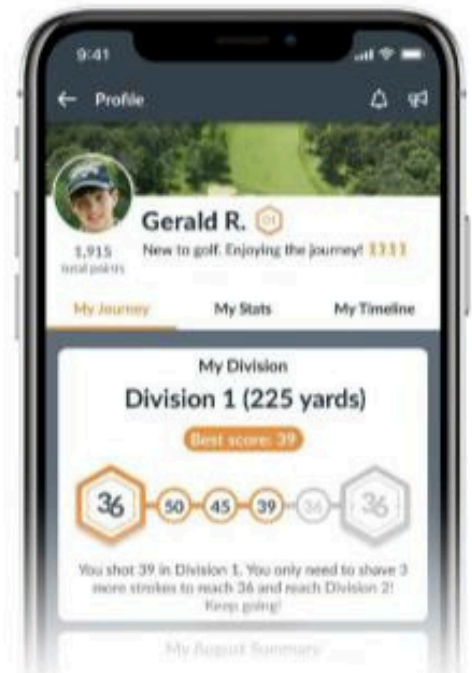 9:41
Profile
Gerald R.
1,915
total points
New to golf. Enjoying the journey!
My Journey
My Stats
My Timeline
My Division
Division 1 (225 yards)
Best score: 39
36 50 45 39 36 36
You shot 39 in Division 1. You only need to shave 3
more strokes to reach 36 and reach Division 2!
Keep going!
My August Summary